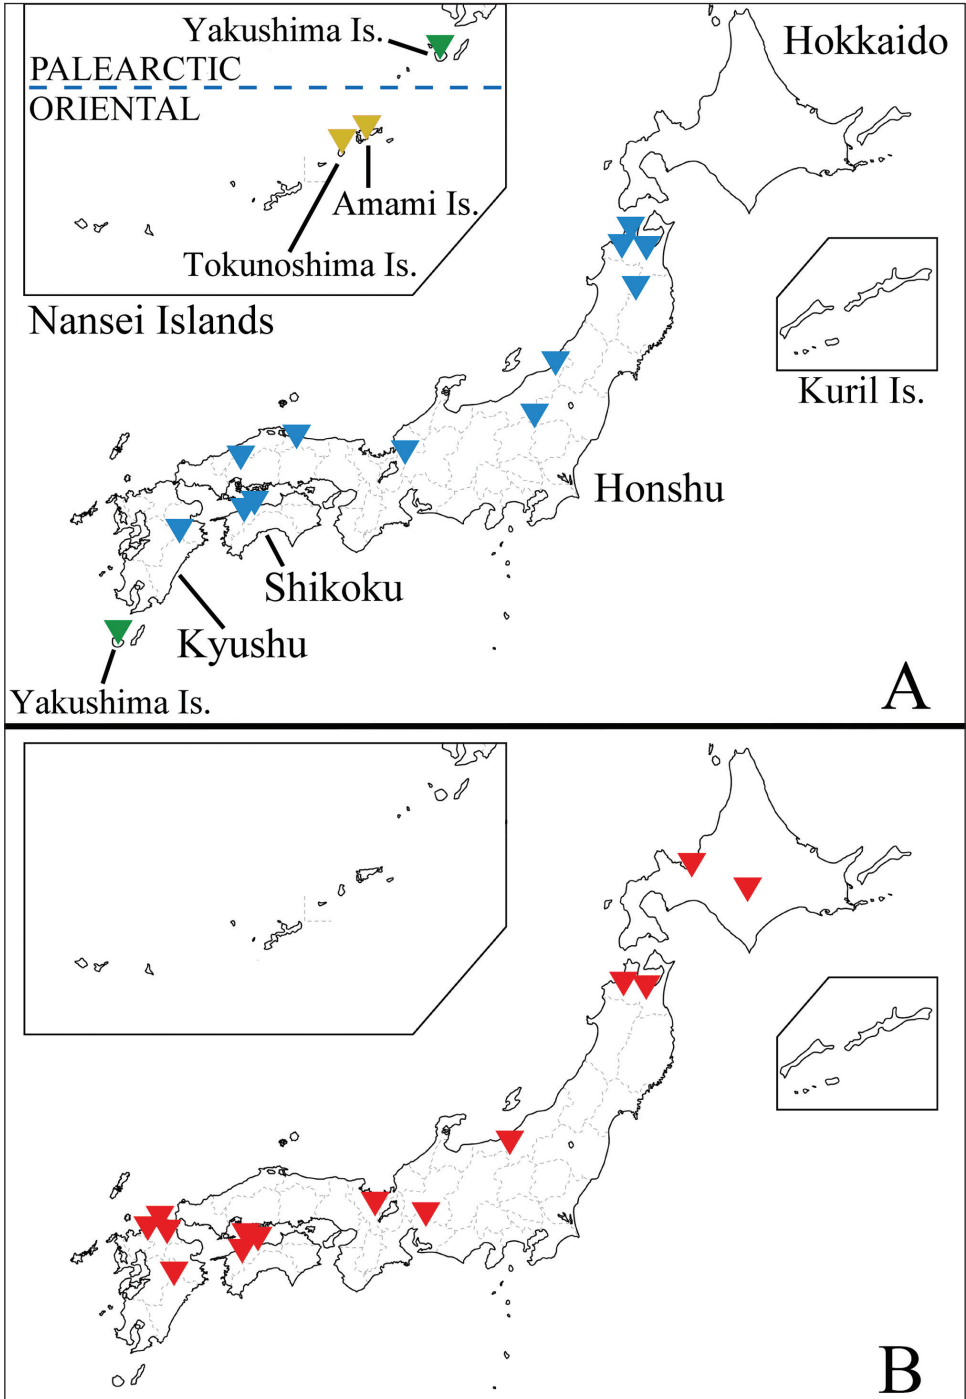 Yakushima Is.
Hokkaido
PALEARCTIC
ORIENTAL
Amami Is.
Tokunoshima Is.
Nansei Islands
Kuril Is.
Honshu
Shikoku
Kyushu
Yakushima Is.
A
B